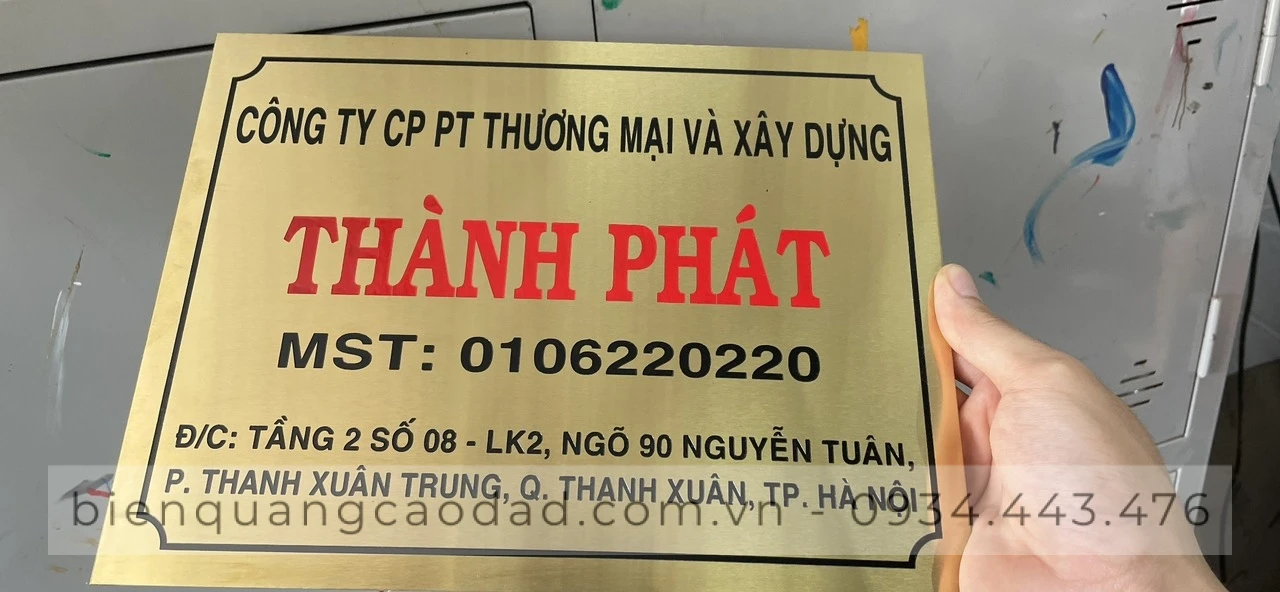 CÔNG TY CP PT THƯƠNG MẠI VÀ XÂY DỰNG
THÀNH PHÁT
MST: 0106220220
Đ/C: TẦNG 2 SỐ 08 - LK2, NGÕ 90 NGUYỄN TUÂN,
P. THANH XUÂN TRUNG, Q. THANH XUÂN, TP. HÀ NỘI
bienquangcaodad.com.vn - 0934.443.476